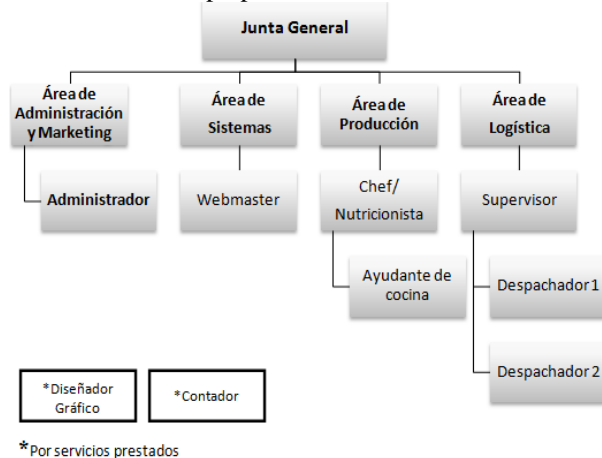 Junta General
Área de
Administración
y Marketing
Área de
Sistemas
Área de
Producción
Área de
Logística
Administrador
Webmaster
Chef/
Nutricionista
Supervisor
Ayudante de
cocina
Despachador 1
Despachador 2
*Diseñador
Gráfico
*Contador
*Por servicios prestados